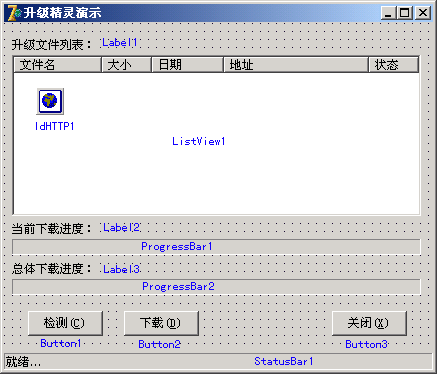 升级精灵演示
升级文件列表： Label1
文件名 大小 日期 地址 状态
IdHTTP1
ListView1
当前下载进度： Label2
ProgressBar1
总体下载进度： Label3
ProgressBar2
检测(C) 下载(D) 关闭(X)
Button1 Button2 Button3
就绪... StatusBar1